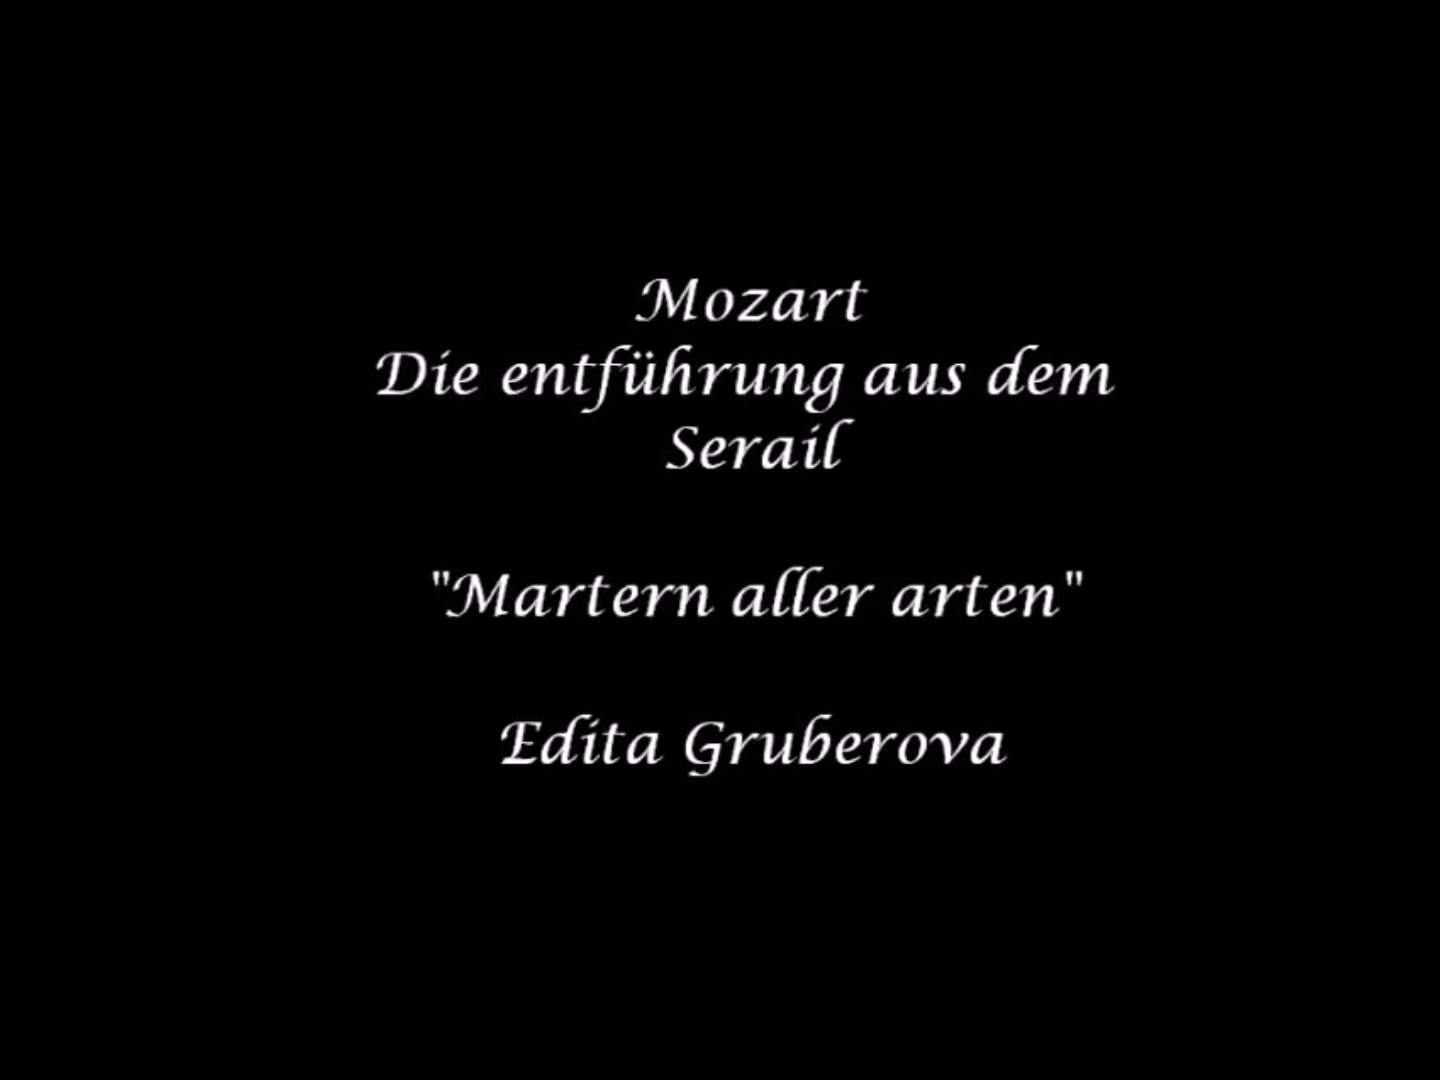 Mozart
Die entführung aus dem
Serail
"Martern aller arten"
Edita Gruberova